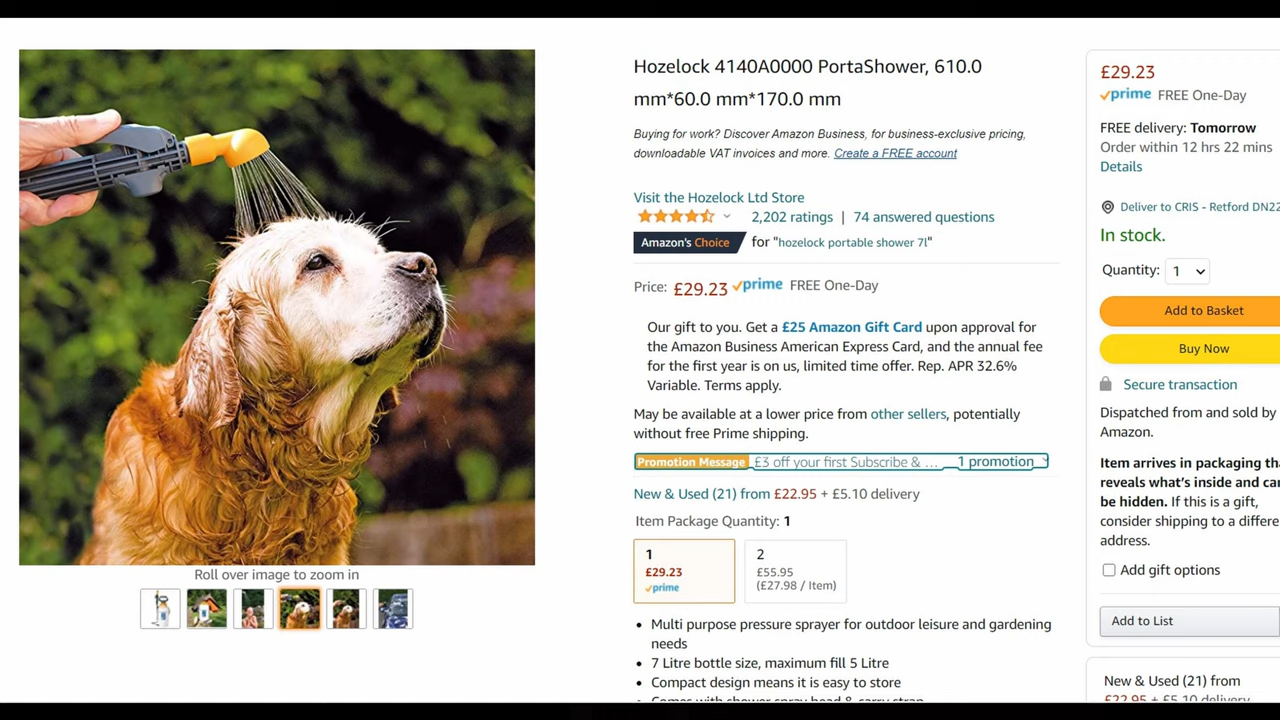 Hozelock 4140A0000 PortaShower, 610.0
mm*60.0 mm*170.0 mm
Buying for work? Discover Amazon Business, for business-exclusive pricing,
downloadable VAT invoices and more. Create a FREE account
Visit the Hozelock Ltd Store
2,202 ratings | 74 answered questions
Amazon's Choice for "hozelock portable shower 7l"
Price: £29.23 prime FREE One-Day
Our gift to you. Get a £25 Amazon Gift Card upon approval for
the Amazon Business American Express Card, and the annual fee
for the first year is on us, limited time offer. Rep. APR 32.6%
Variable. Terms apply.
May be available at a lower price from other sellers, potentially
without free Prime shipping.
Promotion Message £3 off your first Subscribe & … 1 promotion
New & Used (21) from £22.95 + £5.10 delivery
Item Package Quantity: 1
1
£29.23
prime
2
£55.95
(£27.98 / Item)
• Multi purpose pressure sprayer for outdoor leisure and gardening
needs
• 7 Litre bottle size, maximum fill 5 Litre
• Compact design means it is easy to store
• Comes with shower spray head & carry strap
Roll over image to zoom in
£29.23
prime FREE One-Day
FREE delivery: Tomorrow
Order within 12 hrs 22 mins
Details
Deliver to CRIS - Retford DN22
In stock.
Quantity: 1
Add to Basket
Buy Now
Secure transaction
Dispatched from and sold by
Amazon.
Item arrives in packaging tha
reveals what's inside and can
be hidden. If this is a gift,
consider shipping to a differe
address.
Add gift options
Add to List
New & Used (21) from
£22.95 + £5.10 delivery